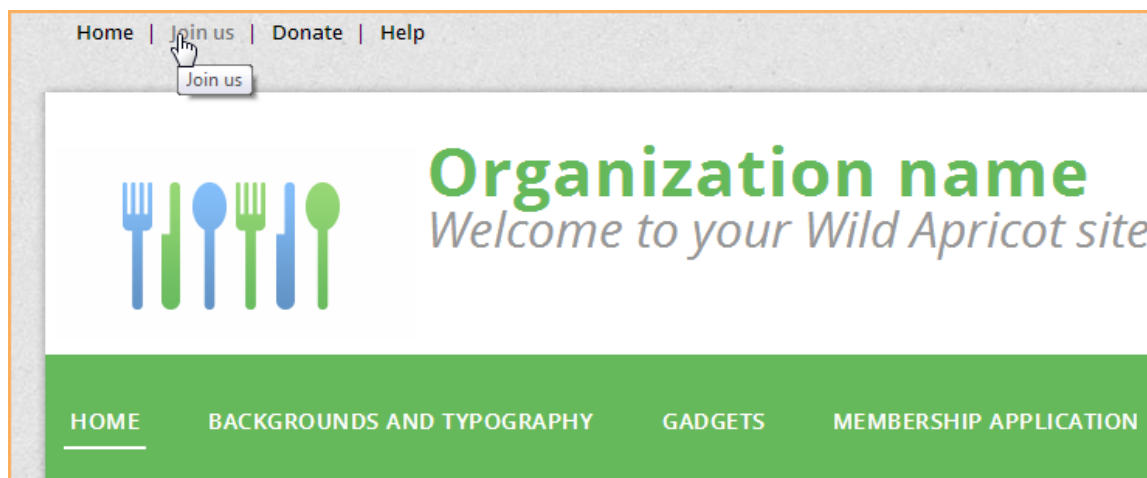 Home | Join us | Donate | Help
Join us
Organization name
Welcome to your Wild Apricot site
HOME BACKGROUNDS AND TYPOGRAPHY GADGETS MEMBERSHIP APPLICATION